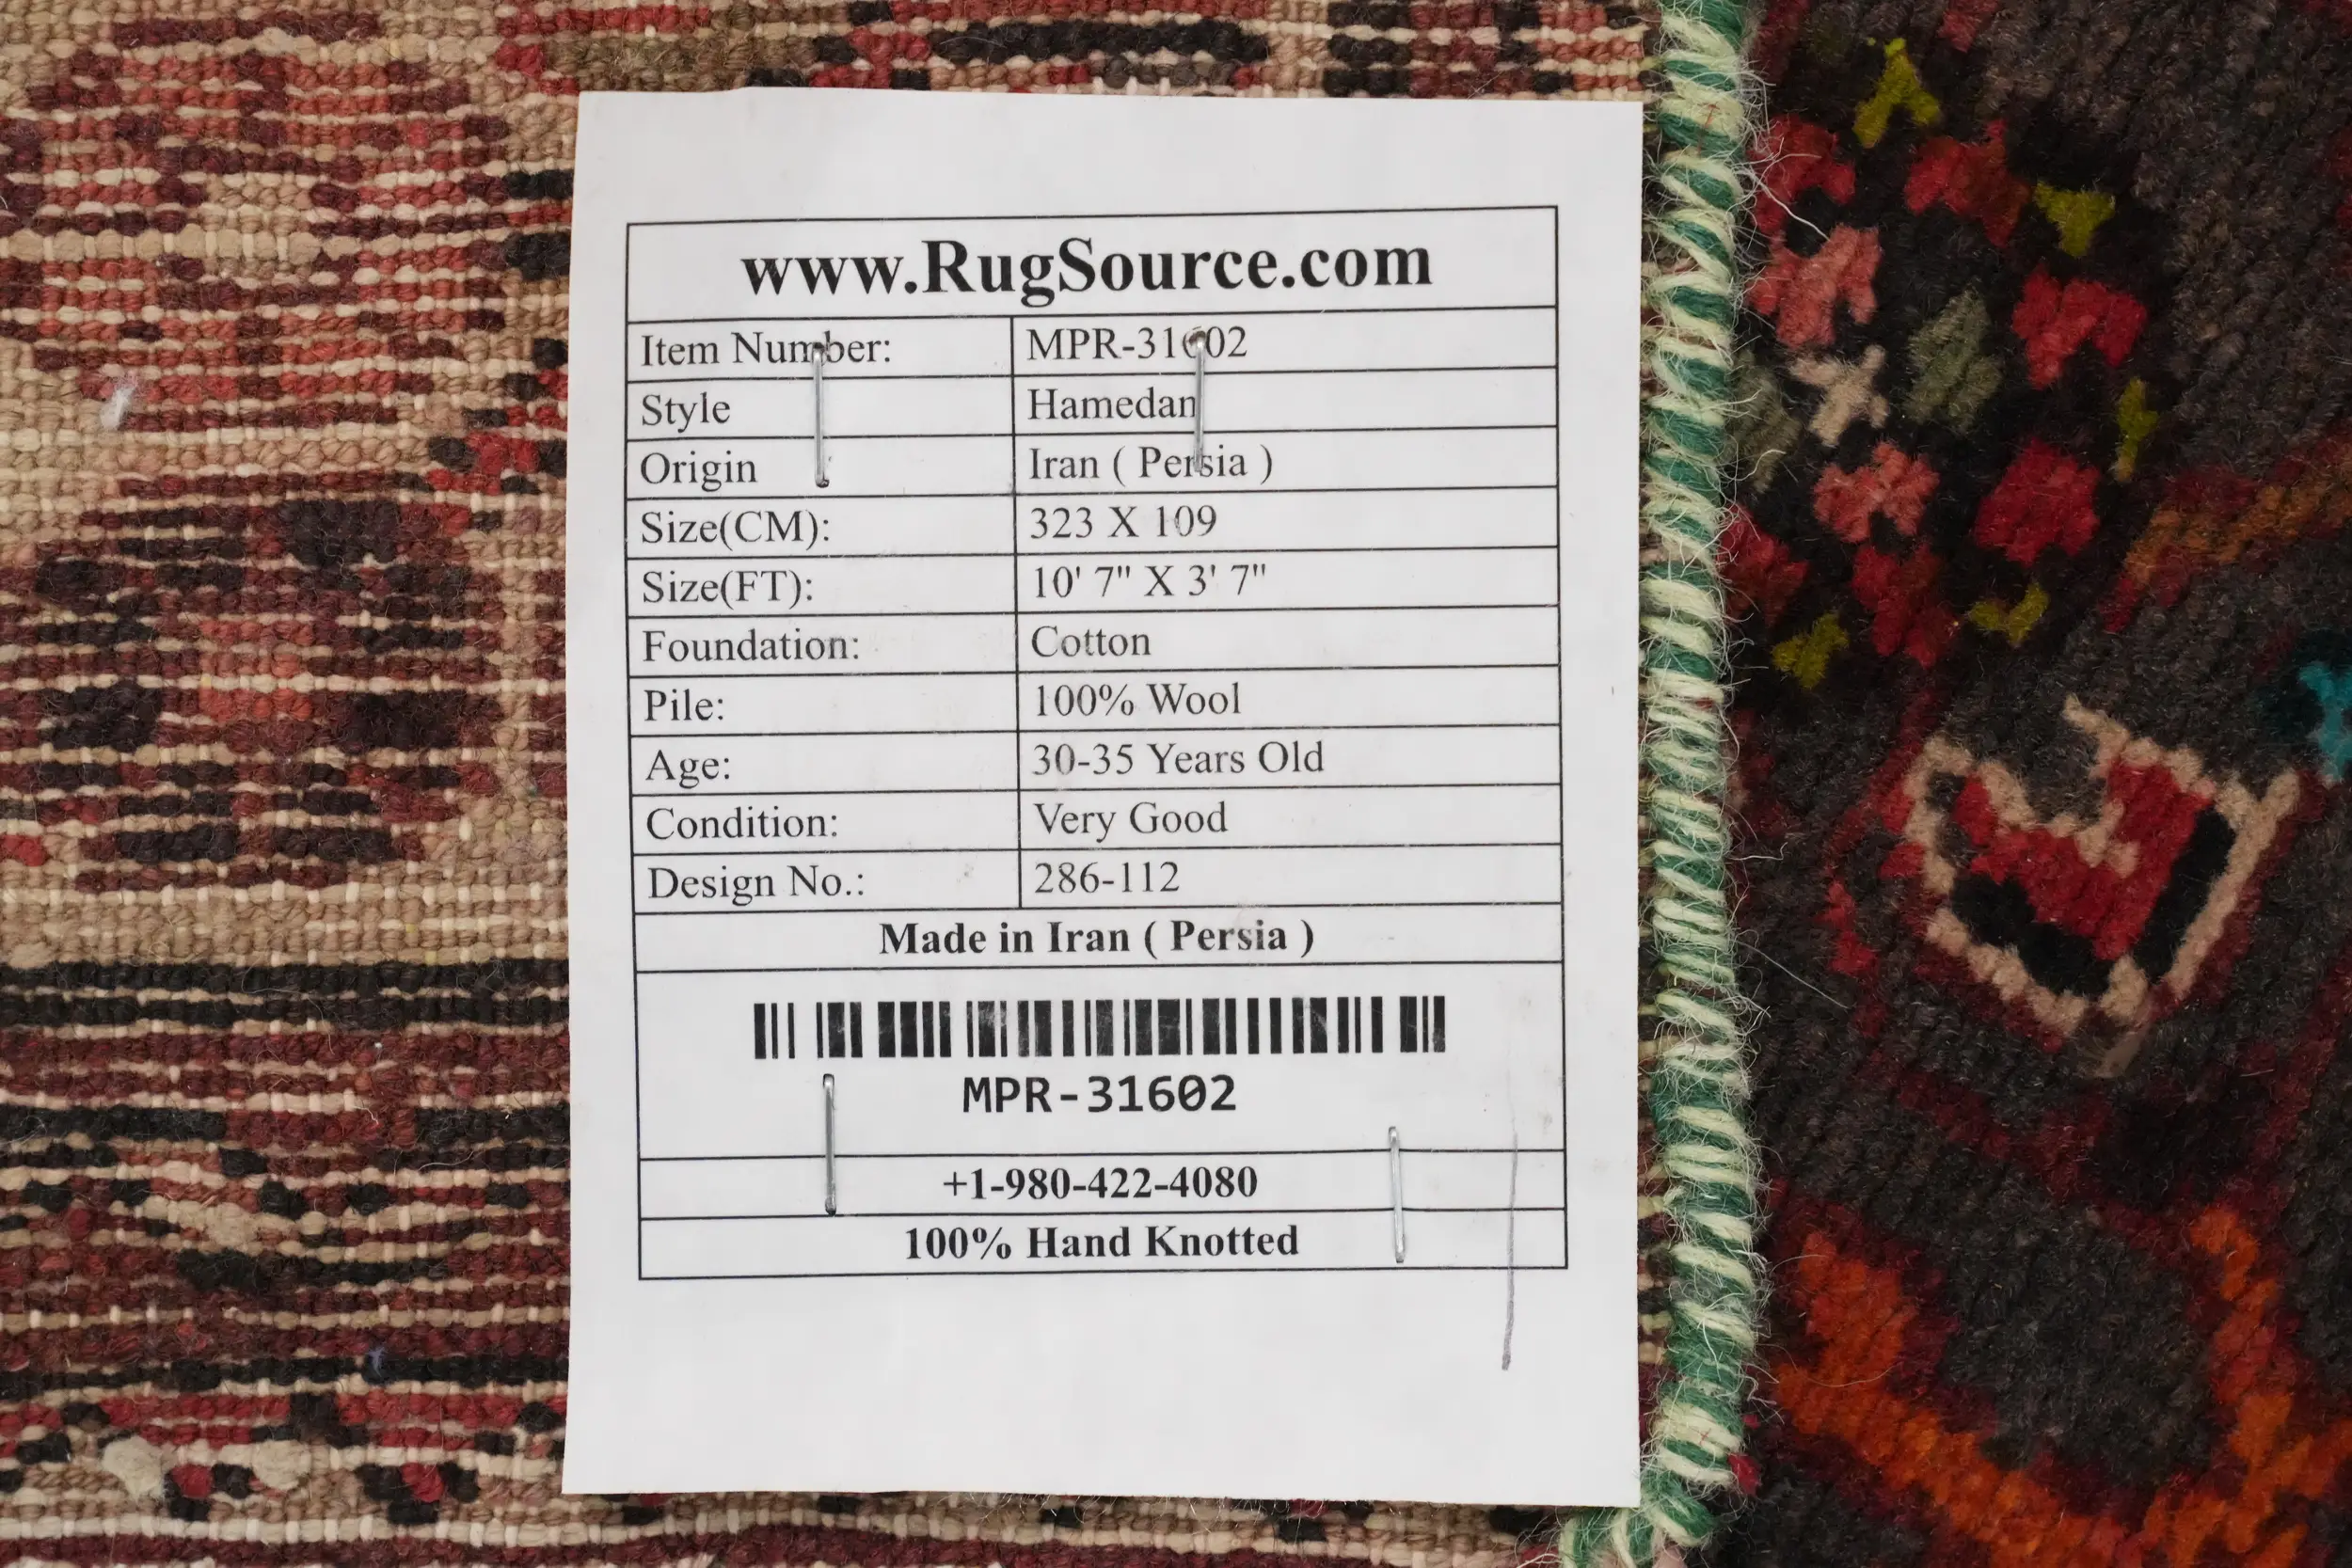 www.RugSource.com
Item Number: MPR-31602
Style Hamedan
Origin Iran ( Persia )
Size(CM): 323 X 109
Size(FT): 10' 7" X 3' 7"
Foundation: Cotton
Pile: 100% Wool
Age: 30-35 Years Old
Condition: Very Good
Design No.: 286-112
Made in Iran ( Persia )
MPR-31602
+1-980-422-4080
100% Hand Knotted